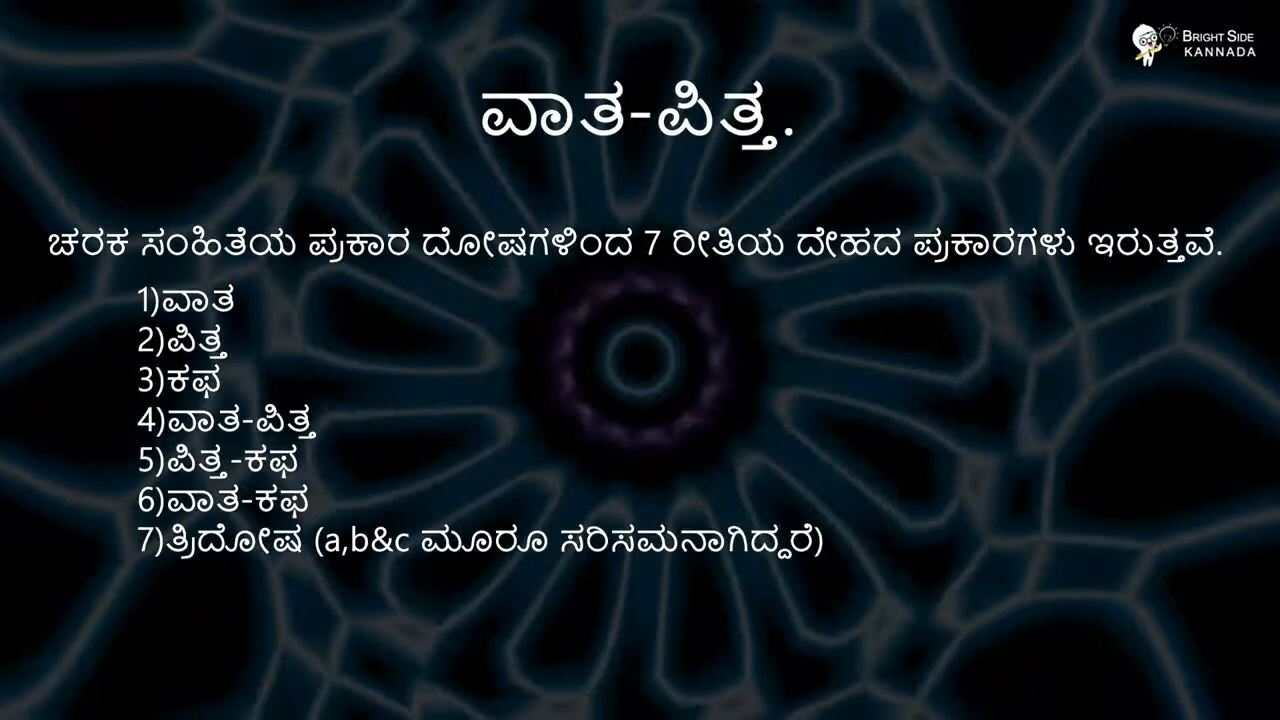 BRIGHT SIDE
KANNADA
ವಾತ-ಪಿತ್ತ.
ಚರಕ ಸಂಹಿತೆಯ ಪ್ರಕಾರ ದೋಷಗಳಿಂದ 7 ರೀತಿಯ ದೇಹದ ಪ್ರಕಾರಗಳು ಇರುತ್ತವೆ.
1)ವಾತ
2)ಪಿತ್ತ
3)ಕಫ
4)ವಾತ-ಪಿತ್ತ
5)ಪಿತ್ತ-ಕಫ
6)ವಾತ-ಕಫ
7)ತ್ರಿದೋಷ (a,b&c ಮೂರೂ ಸರಿಸಮನಾಗಿದ್ದರೆ)